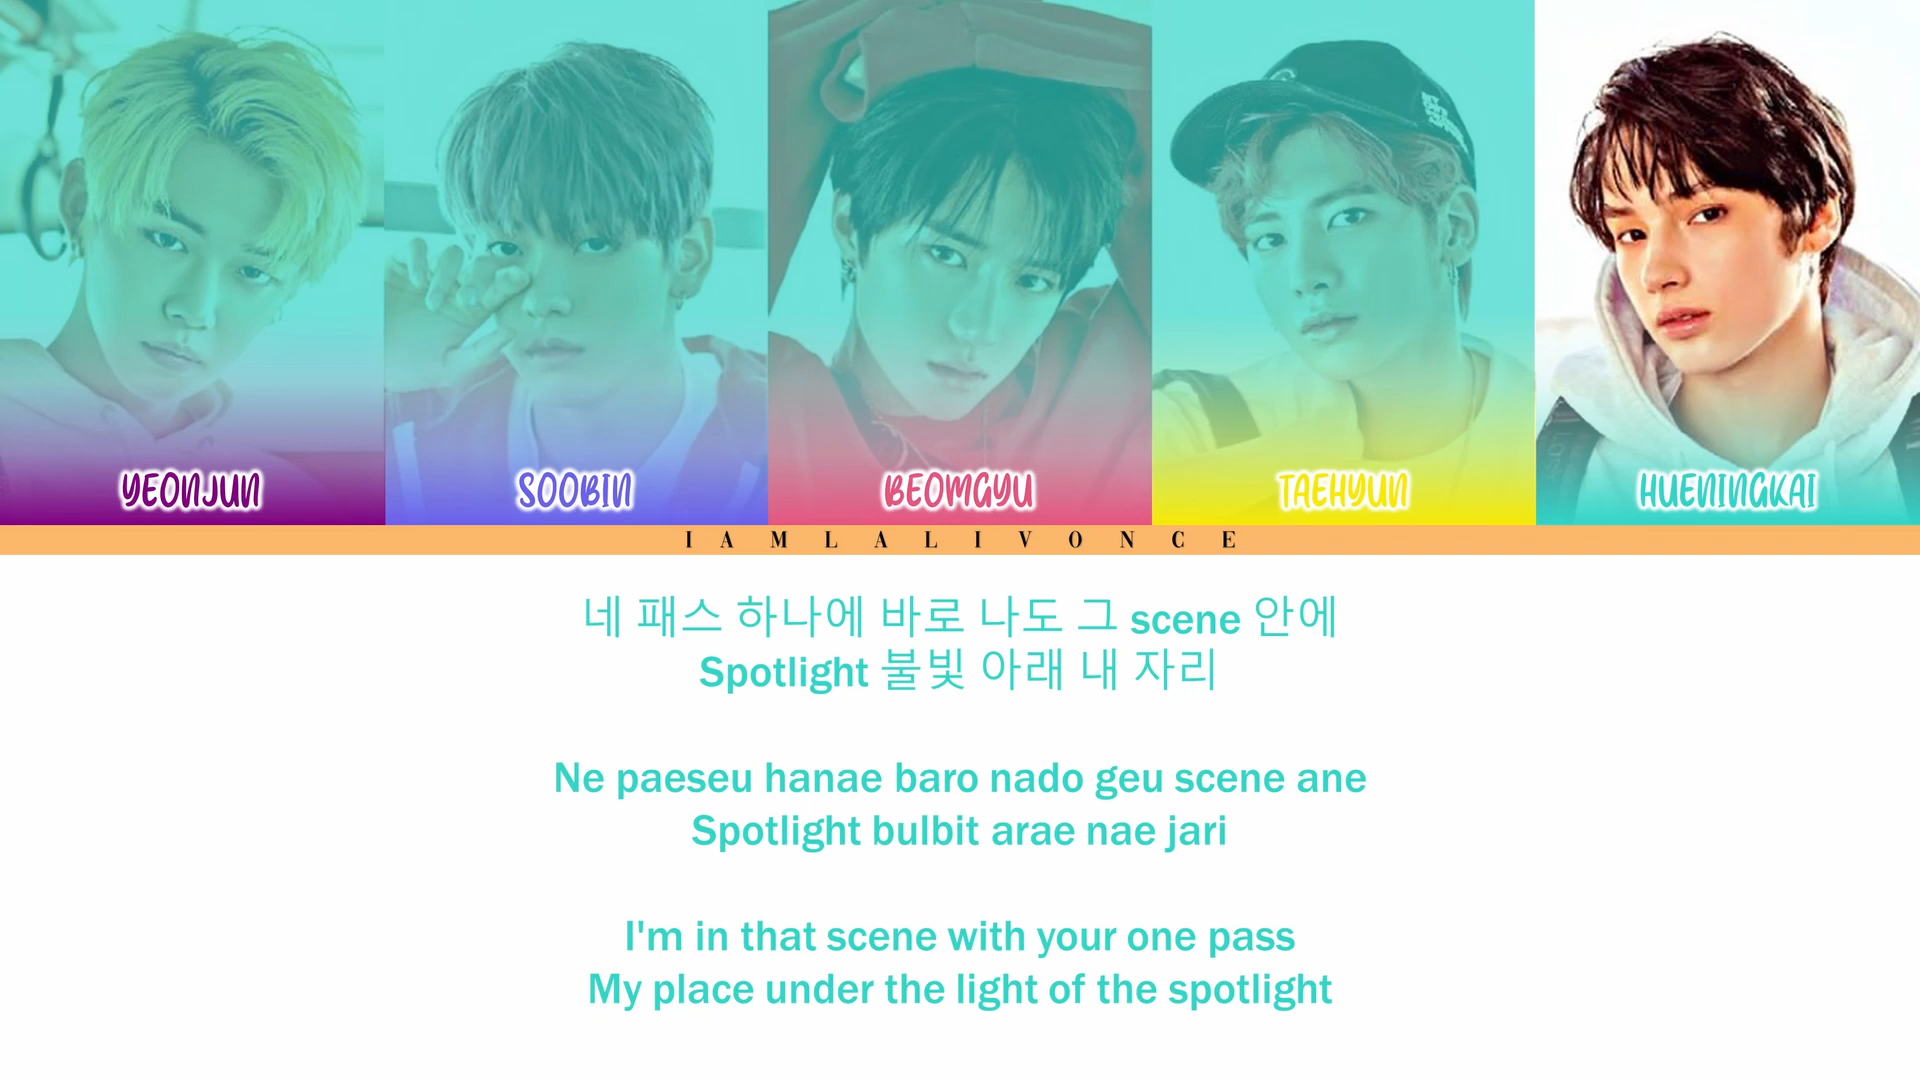 YEONJUN
SOOBIN
BEOMGYU
TAEHYUN
HUENINGKAI
IAMLALIVONCE
네 패스 하나에 바로 나도 그 scene 안에
Spotlight 불빛 아래 내 자리
Ne paeseu hanae baro nado geu scene ane
Spotlight bulbit arae nae jari
I'm in that scene with your one pass
My place under the light of the spotlight